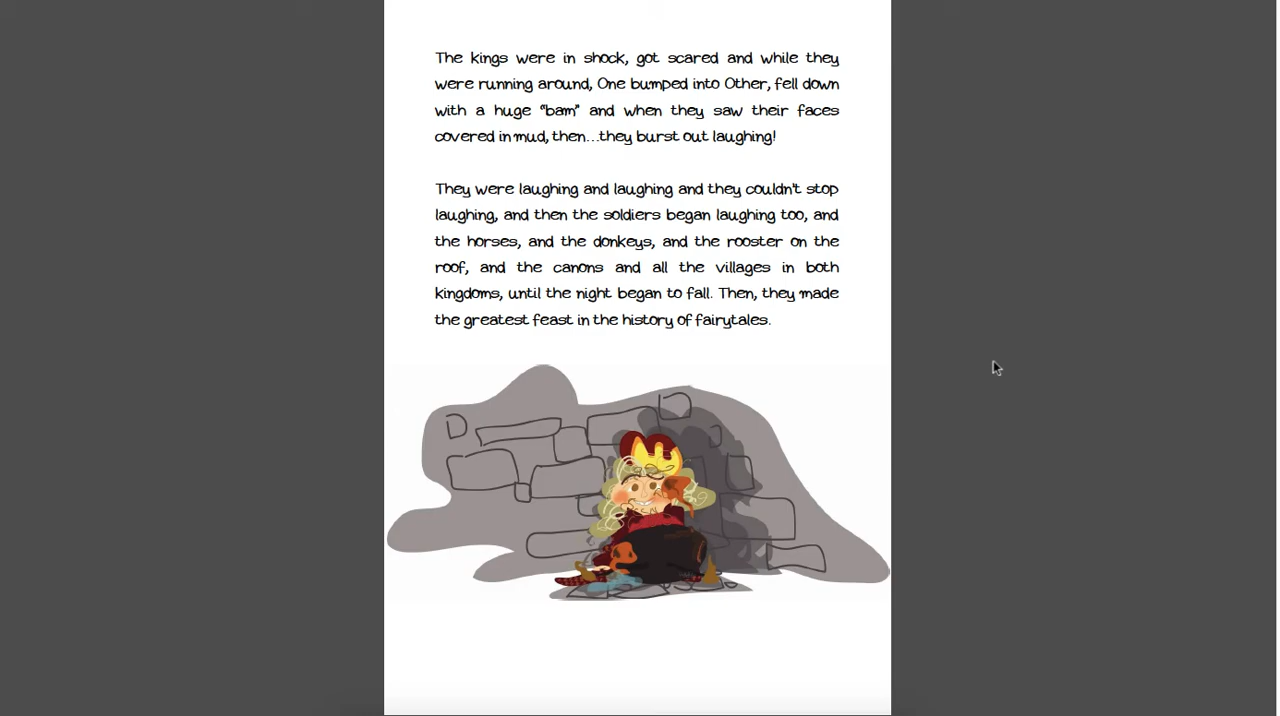 The kings were in shock, got scared and while they
were running around, One bumped into Other, fell down
with a huge “bam” and when they saw their faces
covered in mud, then...they burst out laughing!
They were laughing and laughing and they couldn't stop
laughing, and then the soldiers began laughing too, and
the horses, and the donkeys, and the rooster on the
roof, and the canons and all the villages in both
kingdoms, until the night began to fall. Then, they made
the greatest feast in the history of fairytales.